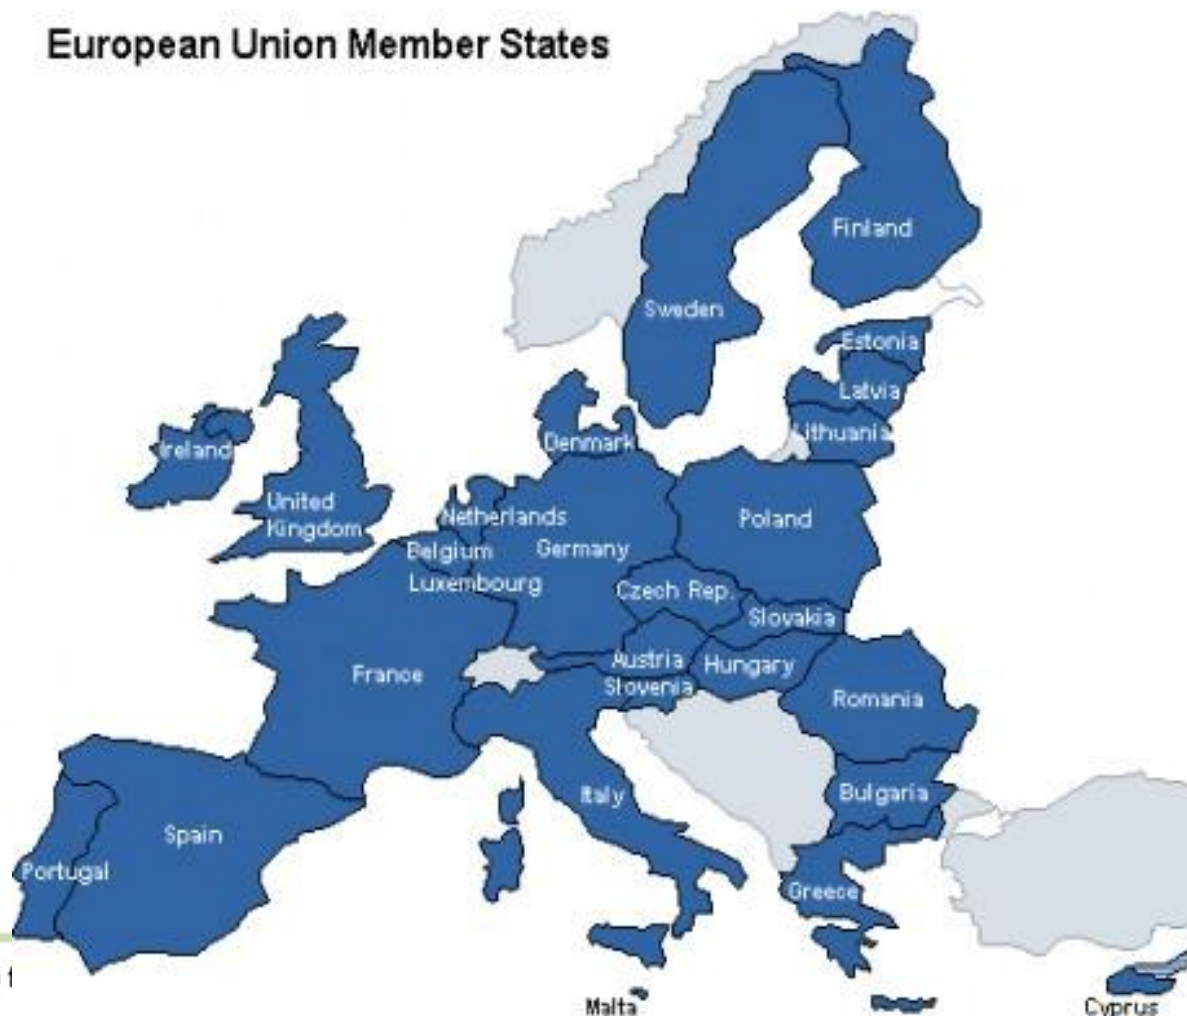 European Union Member States
Finland
Sweden
Estonia
Latvia
Lithuania
Denmark
Ireland
United
Kingdom
Netherlands
Belgium
Germany
Luxembourg
Poland
Czech Rep.
Slovakia
Austria
Hungary
Slovenia
France
Romania
Italy
Bulgaria
Spain
Portugal
Greece
Malta
Cyprus